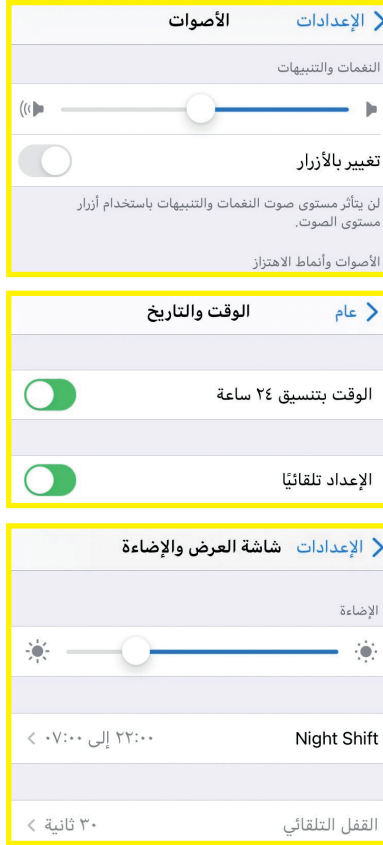 الإعدادات الأصوات
النغمات والتنبيهات
تغيير بالأزرار
لن يتأثر مستوى صوت النغمات والتنبيهات باستخدام أزرار
مستوى الصوت.
الأصوات وأنماط الاهتزاز
عام الوقت والتاريخ
الوقت بتنسيق ٢٤ ساعة
الإعداد تلقائيًا
الإعدادات شاشة العرض والإضاءة
الإضاءة
Night Shift ٢٢:٠٠ إلى ٠٧:٠٠
القفل التلقائي ٣٠ ثانية